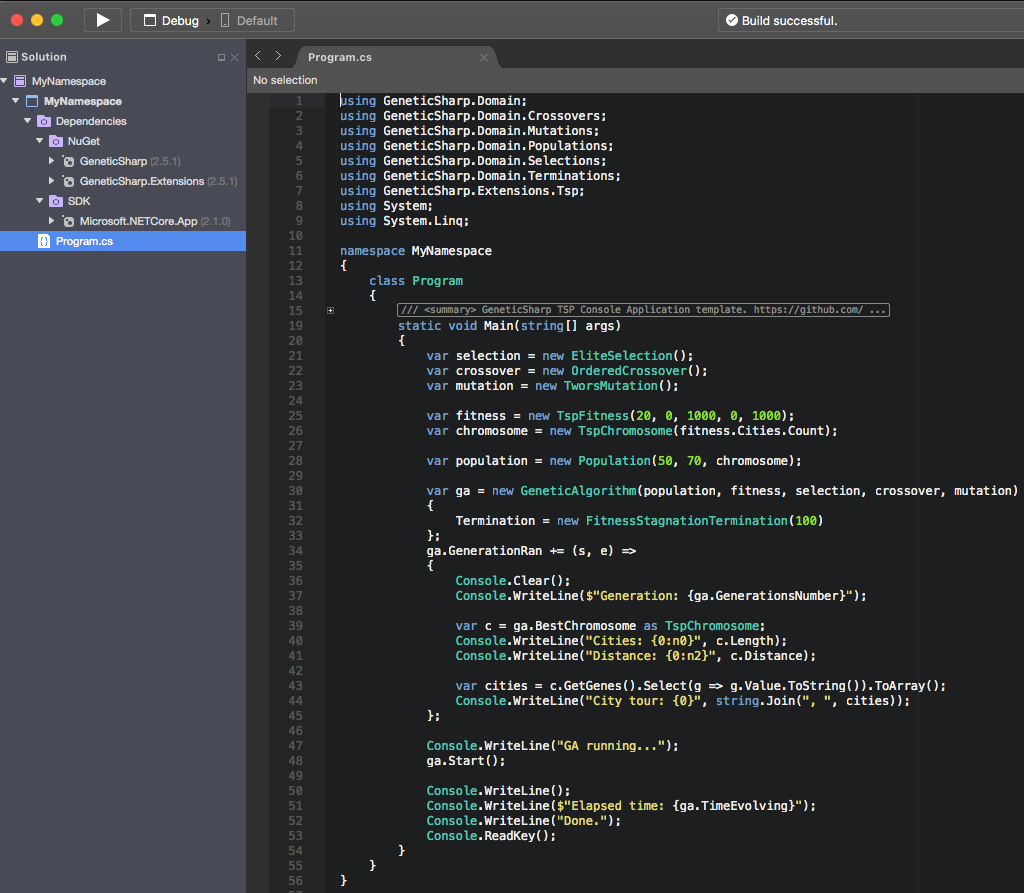 Debug › Default
Build successful.
Solution
Program.cs
No selection
MyNamespace
MyNamespace
Dependencies
NuGet
GeneticSharp (2.5.1)
GeneticSharp.Extensions (2.5.1)
SDK
Microsoft.NETCore.App (2.1.0)
Program.cs
1 using GeneticSharp.Domain;
2 using GeneticSharp.Domain.Crossovers;
3 using GeneticSharp.Domain.Mutations;
4 using GeneticSharp.Domain.Populations;
5 using GeneticSharp.Domain.Selections;
6 using GeneticSharp.Domain.Terminations;
7 using GeneticSharp.Extensions.Tsp;
8 using System;
9 using System.Linq;
10
11 namespace MyNamespace
12 {
13 class Program
14 {
15 /// <summary> GeneticSharp TSP Console Application template. https://github.com/ ...
19 static void Main(string[] args)
20 {
21 var selection = new EliteSelection();
22 var crossover = new OrderedCrossover();
23 var mutation = new TworsMutation();
24
25 var fitness = new TspFitness(20, 0, 1000, 0, 1000);
26 var chromosome = new TspChromosome(fitness.Cities.Count);
27
28 var population = new Population(50, 70, chromosome);
29
30 var ga = new GeneticAlgorithm(population, fitness, selection, crossover, mutation)
31 {
32 Termination = new FitnessStagnationTermination(100)
33 };
34 ga.GenerationRan += (s, e) =>
35 {
36 Console.Clear();
37 Console.WriteLine($"Generation: {ga.GenerationsNumber}");
38
39 var c = ga.BestChromosome as TspChromosome;
40 Console.WriteLine("Cities: {0:n0}", c.Length);
41 Console.WriteLine("Distance: {0:n2}", c.Distance);
42
43 var cities = c.GetGenes().Select(g => g.Value.ToString()).ToArray();
44 Console.WriteLine("City tour: {0}", string.Join(", ", cities));
45 };
46
47 Console.WriteLine("GA running...");
48 ga.Start();
49
50 Console.WriteLine();
51 Console.WriteLine($"Elapsed time: {ga.TimeEvolving}");
52 Console.WriteLine("Done.");
53 Console.ReadKey();
54 }
55 }
56 }